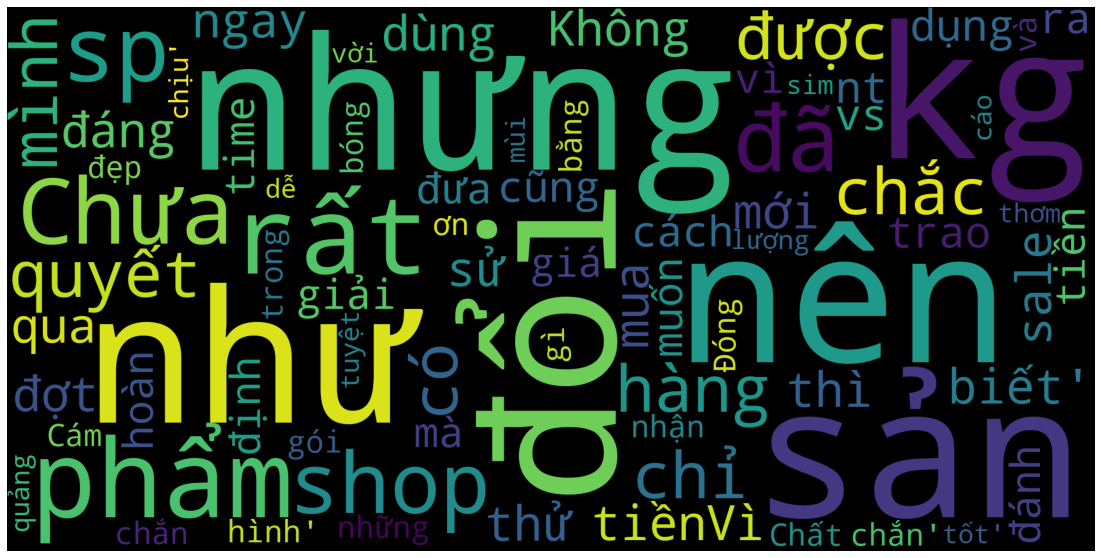 ngay
dùng
Không
được
dụng
ra
và
sp
vời
chịu'
những
kg
vì
sim
nt
mình
đáng
time
bóng
mùi
bằng
đã
vs
cáo
đẹp
dễ
đưa
cũng
chắc
Chưa
rất
ơn
mới
thơm
đổi
cách
lượng
trao
nên
quyết
trong
giải
sử
giá
mua
muốn
sale
tiền
qua
như
tuyệt
gì
Đóng
đợt
hoàn
định
có
hàng
thì
biết'
sản
Cám
gói
mà
nhận
phẩm
shop
chỉ
quảng
chắn
hình'
những
thử
tiềnVì
Chất
chắn'
tốt'
đánh